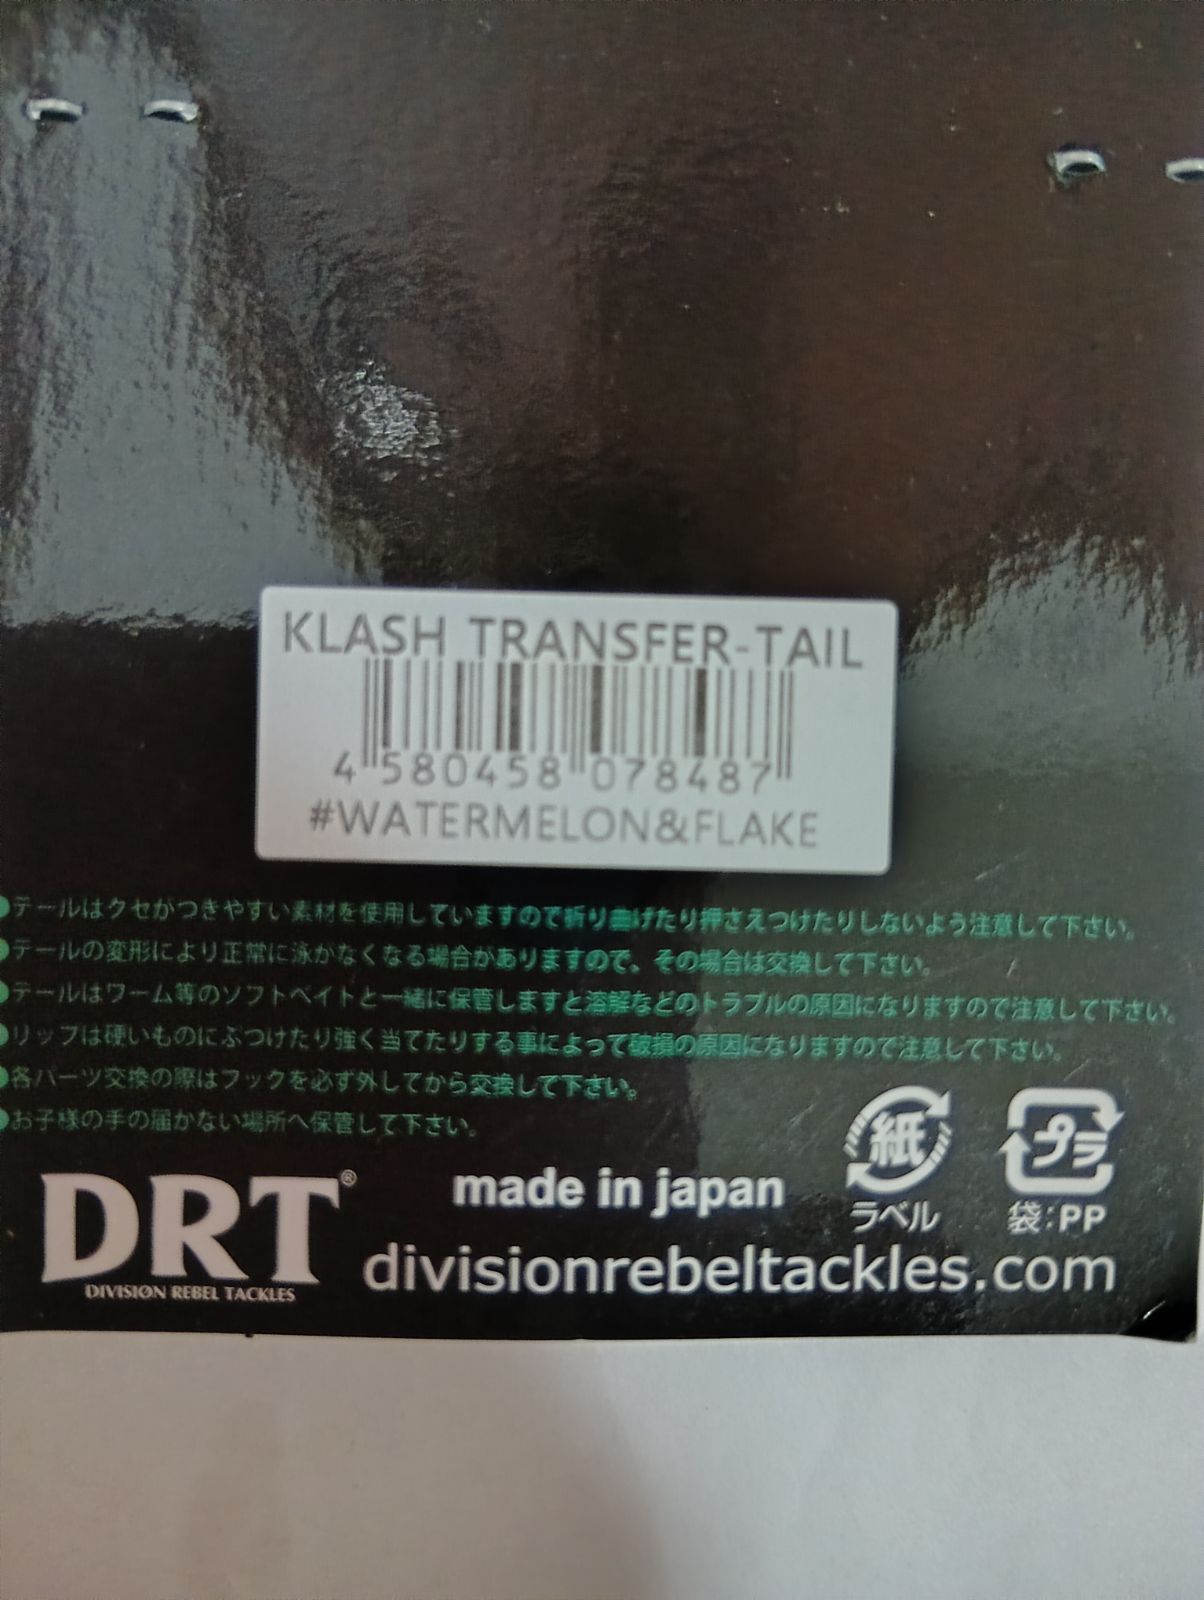 KLASH TRANSFER-TAIL
4 580458 078487
#WATERMELON&FLAKE
●テールはクセがつきやすい素材を使用していますので折り曲げたり押さえつけたりしないよう注意して下さい。
●テールの変形により正常に泳がなくなる場合がありますので、その場合は交換して下さい。
●テールはワーム等のソフトベイトと一緒に保管しますと溶解などのトラブルの原因になりますので注意して下さい。
●リップは硬いものにぶつけたり強く当てたりする事によって破損の原因になりますので注意して下さい。
●各パーツ交換の際はフックを必ず外してから交換して下さい。
●お子様の手の届かない場所へ保管して下さい。
紙
ラベル
プラ
袋:PP
DRT®
DIVISIØN REBEL TACKLES
made in japan
divisionrebeltackles.com